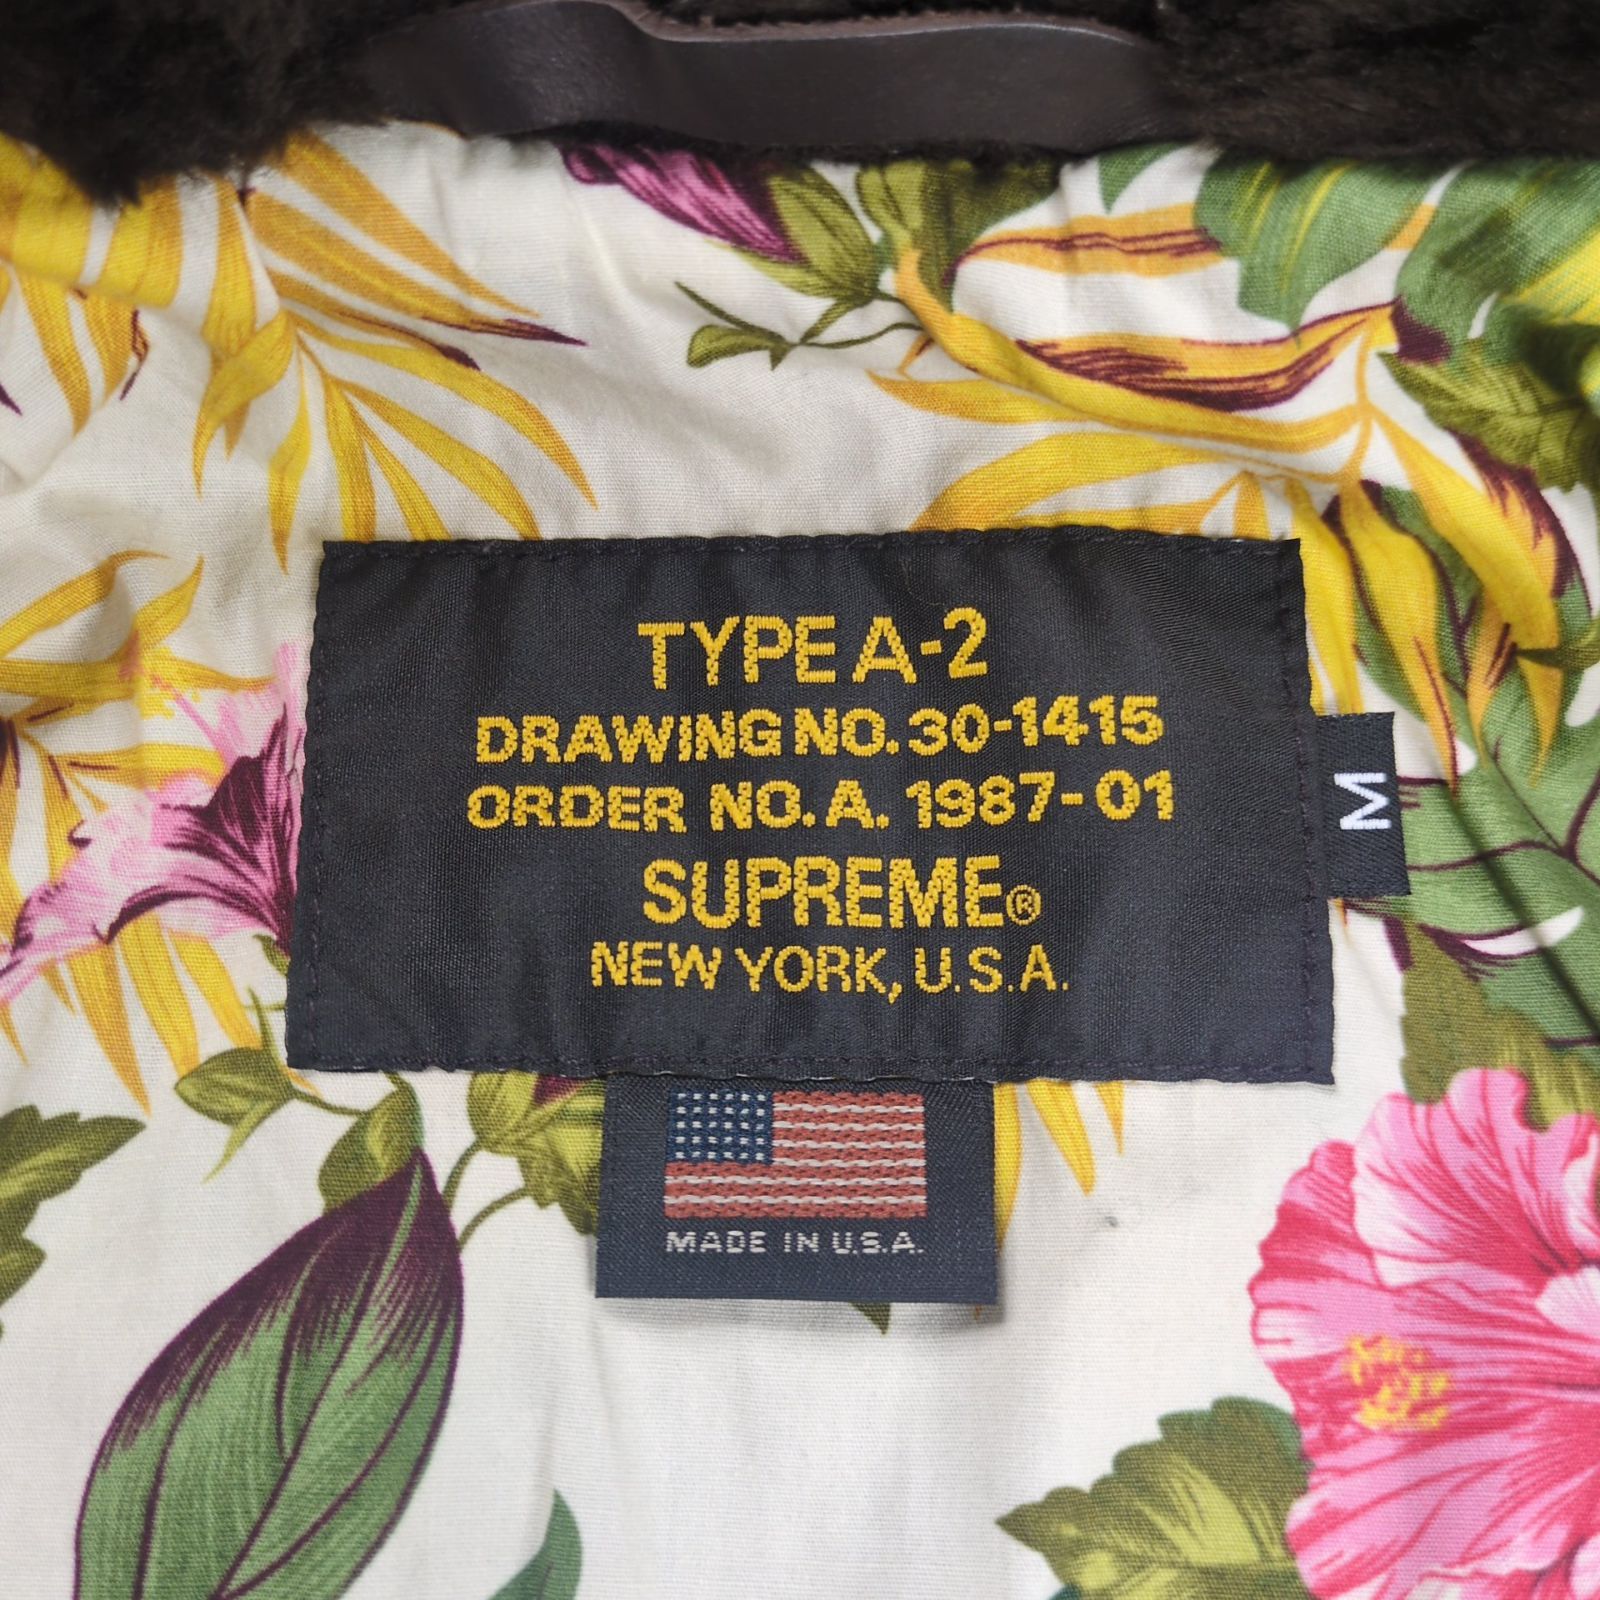 TYPE A-2
DRAWING NO. 30-1415
ORDER NO. A. 1987-01
SUPREME®
NEW YORK, U.S.A.
M
MADE IN U.S.A.